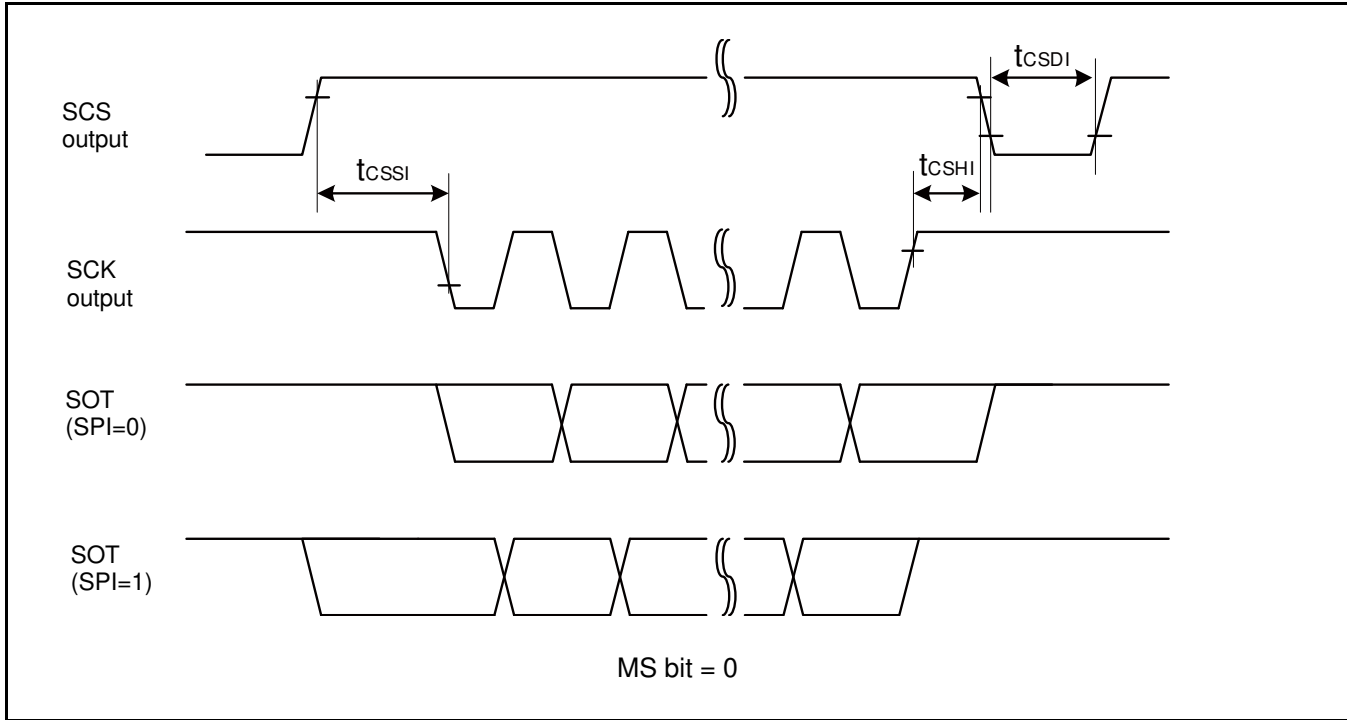 tCSDI
SCS
output
tCSSI
tCSHI
SCK
output
SOT
(SPI=0)
SOT
(SPI=1)
MS bit = 0